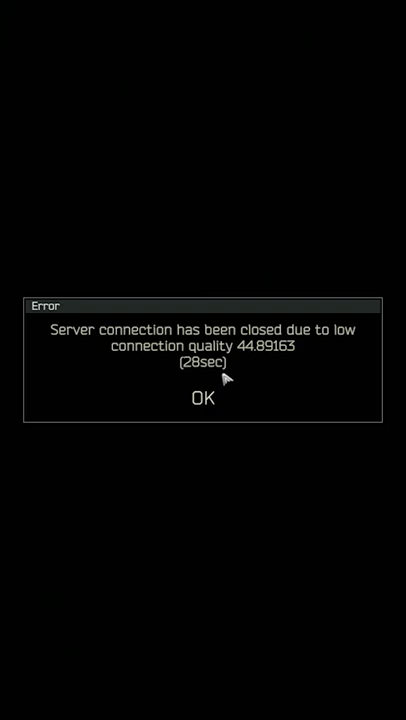 Error
Server connection has been closed due to low
connection quality 44.89163
(28sec)
OK